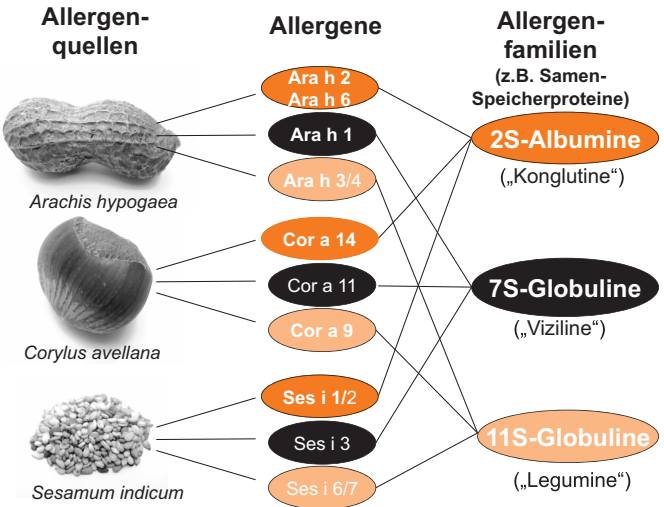 Allergen-
quellen
Allergene
Allergen-
familien
(z.B. Samen-
Speicherproteine)
Ara h 2
Ara h 6
Ara h 1
Ara h 3/4
Arachis hypogaea
2S-Albumine
(„Konglutine“)
Cor a 14
Cor a 11
Cor a 9
Corylus avellana
7S-Globuline
(„Viziline“)
Ses i 1/2
Ses i 3
Ses i 6/7
Sesamum indicum
11S-Globuline
(„Legumine“)